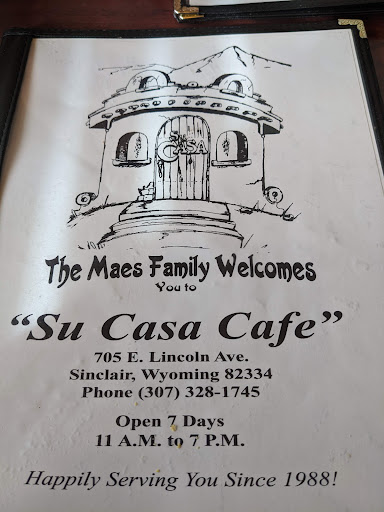 CASA
The Maes Family Welcomes
You to
“Su Casa Cafe”
705 E. Lincoln Ave.
Sinclair, Wyoming 82334
Phone (307) 328-1745
Open 7 Days
11 A.M. to 7 P.M.
Happily Serving You Since 1988!